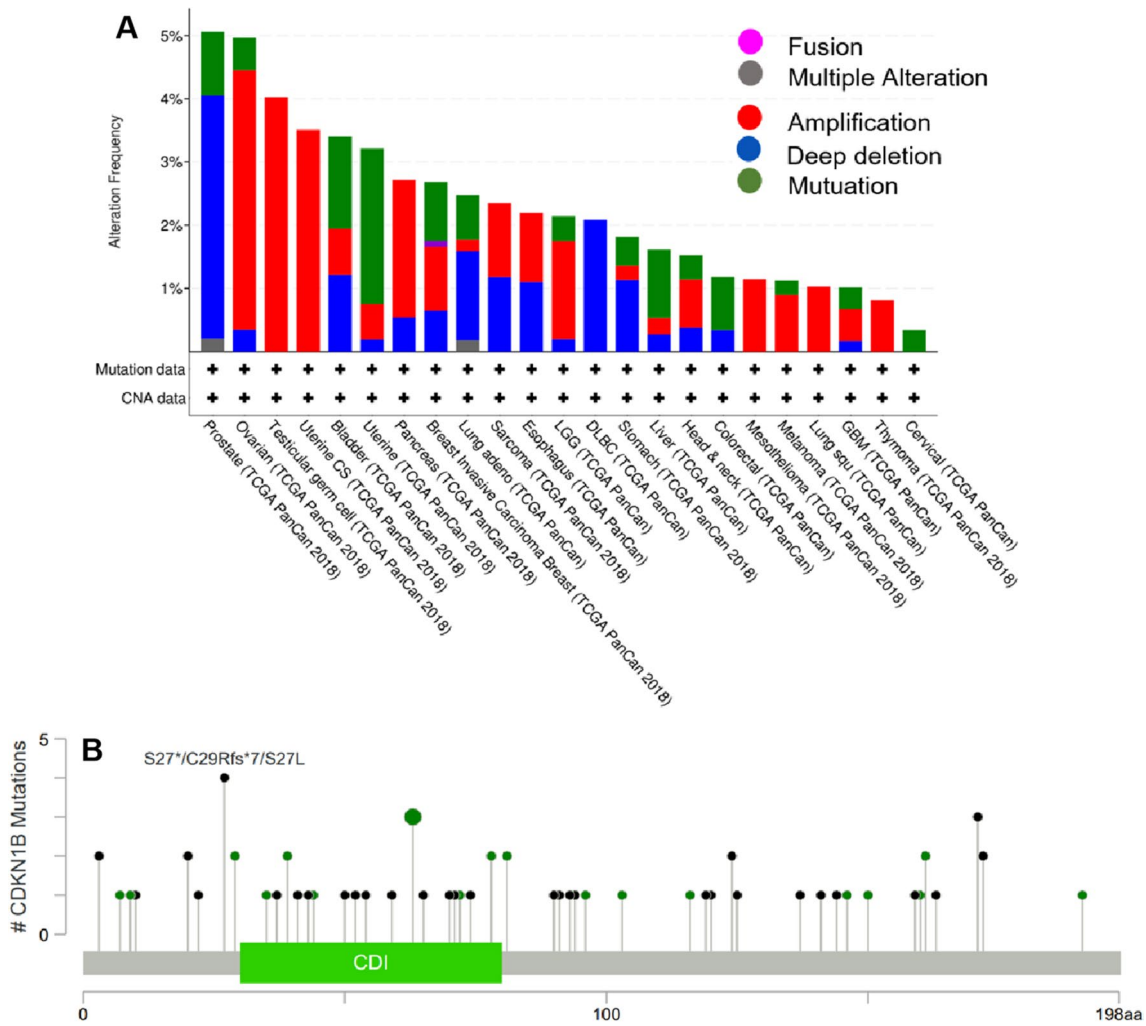 A
5%
4%
3%
2%
1%
Alteration Frequency
Fusion
Multiple Alteration
Amplification
Deep deletion
Mutuation
Mutation data
CNA data
Prostate (TCGA PanCan 2018)
Ovarian (TCGA PanCan 2018)
Testicular germ cell (TCGA PanCan 2018)
Uterine CS (TCGA PanCan 2018)
Bladder (TCGA PanCan 2018)
Uterine (TCGA PanCan 2018)
Pancreas (TCGA PanCan 2018)
Breast Invasive Carcinoma Breast (TCGA PanCan 2018)
Lung adeno (TCGA PanCan)
Sarcoma (TCGA PanCan 2018)
Esophagus (TCGA PanCan)
LGG (TCGA PanCan)
DLBC (TCGA PanCan)
Stomach (TCGA PanCan 2018)
Liver (TCGA PanCan)
Head & neck (TCGA PanCan)
Colorectal (TCGA PanCan)
Mesothelioma (TCGA PanCan 2018)
Melanoma (TCGA PanCan 2018)
Lung squ (TCGA PanCan)
GBM (TCGA PanCan)
Thymoma (TCGA PanCan 2018)
Cervical (TCGA PanCan)
B
5
0
# CDKN1B Mutations
S27*/C29Rfs*7/S27L
CDI
0
100
198aa